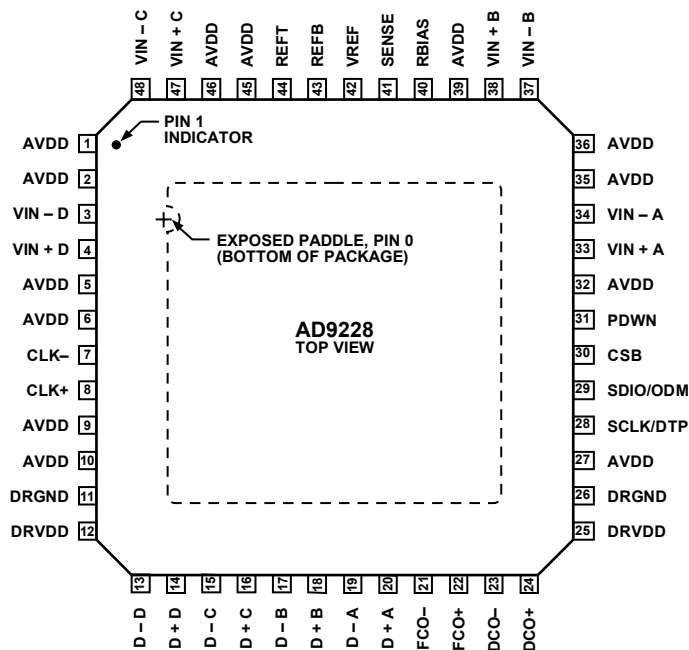 VIN – C
VIN + C
AVDD
AVDD
REFT
REFB
VREF
SENSE
RBIAS
AVDD
VIN + B
VIN – B
48
47
46
45
44
43
42
41
40
39
38
37
PIN 1
INDICATOR
AVDD 1
AVDD 2
VIN – D 3
VIN + D 4
AVDD 5
AVDD 6
CLK– 7
CLK+ 8
AVDD 9
AVDD 10
DRGND 11
DRVDD 12
EXPOSED PADDLE, PIN 0
(BOTTOM OF PACKAGE)
AD9228
TOP VIEW
36 AVDD
35 AVDD
34 VIN – A
33 VIN + A
32 AVDD
31 PDWN
30 CSB
29 SDIO/ODM
28 SCLK/DTP
27 AVDD
26 DRGND
25 DRVDD
13
14
15
16
17
18
19
20
21
22
23
24
D – D
D + D
D – C
D + C
D – B
D + B
D – A
D + A
FCO–
FCO+
DCO–
DCO+